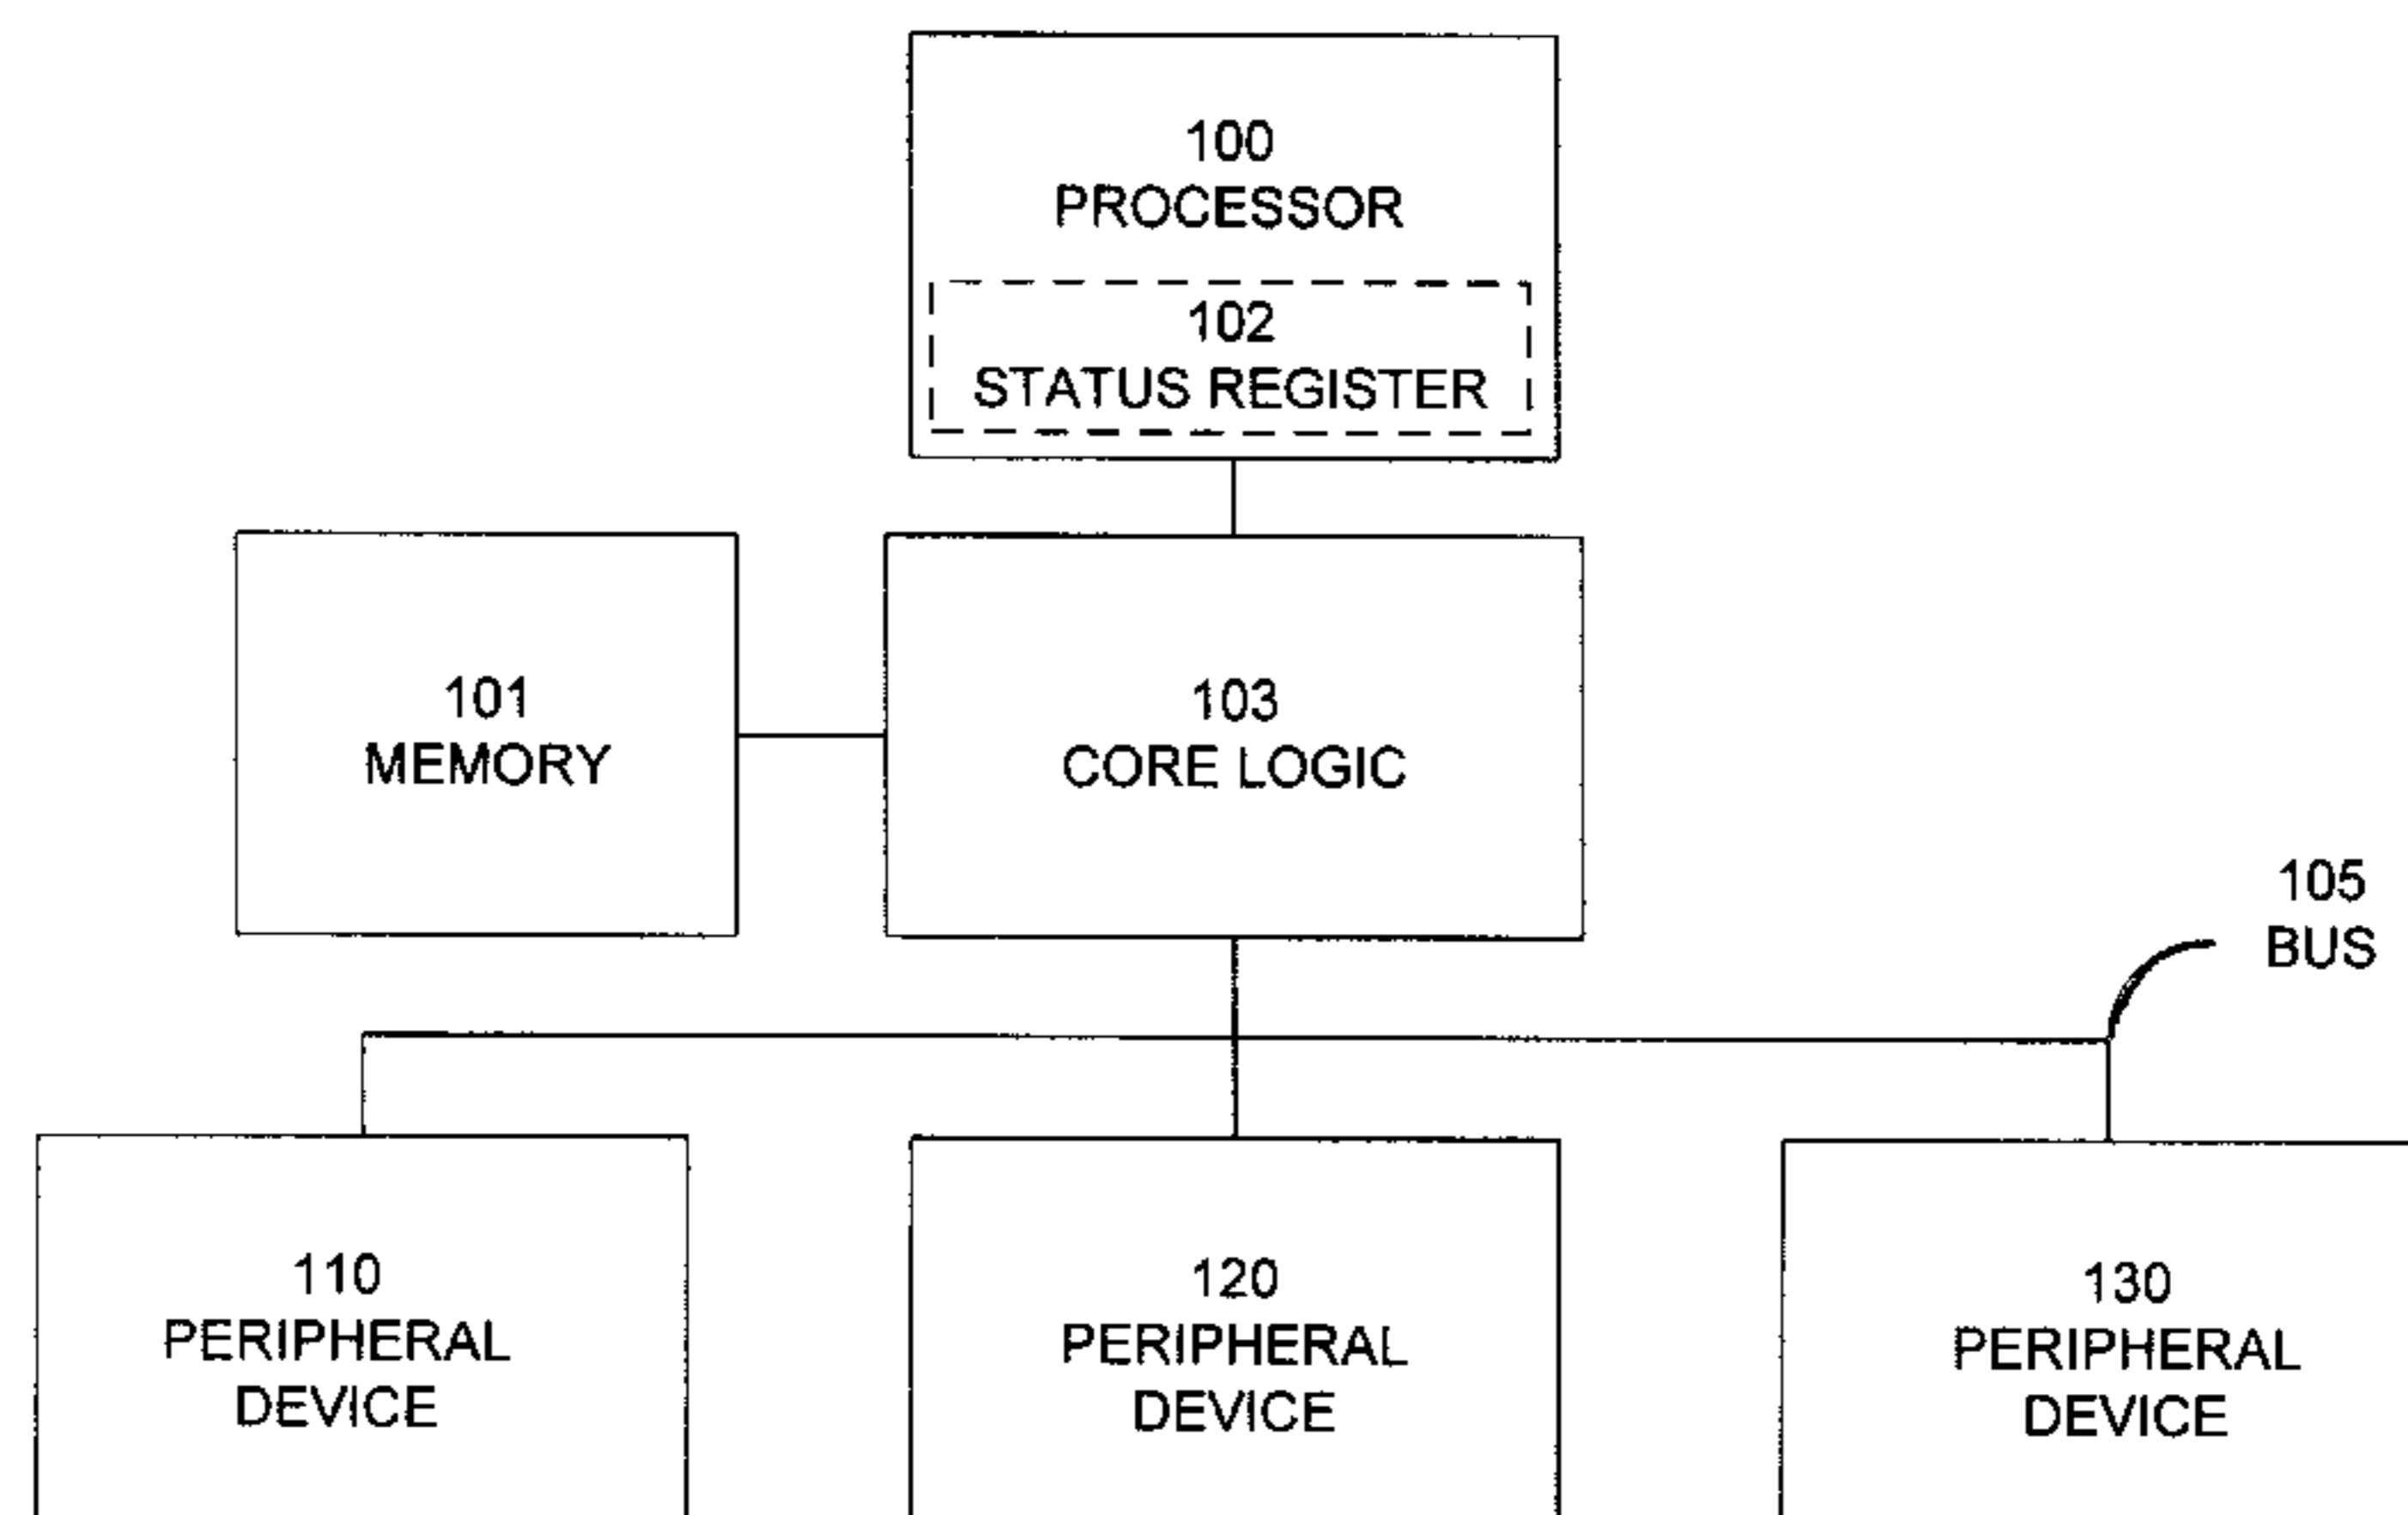 100
PROCESSOR
102
STATUS REGISTER
101
MEMORY
103
CORE LOGIC
105
BUS
110
PERIPHERAL
DEVICE
120
PERIPHERAL
DEVICE
130
PERIPHERAL
DEVICE